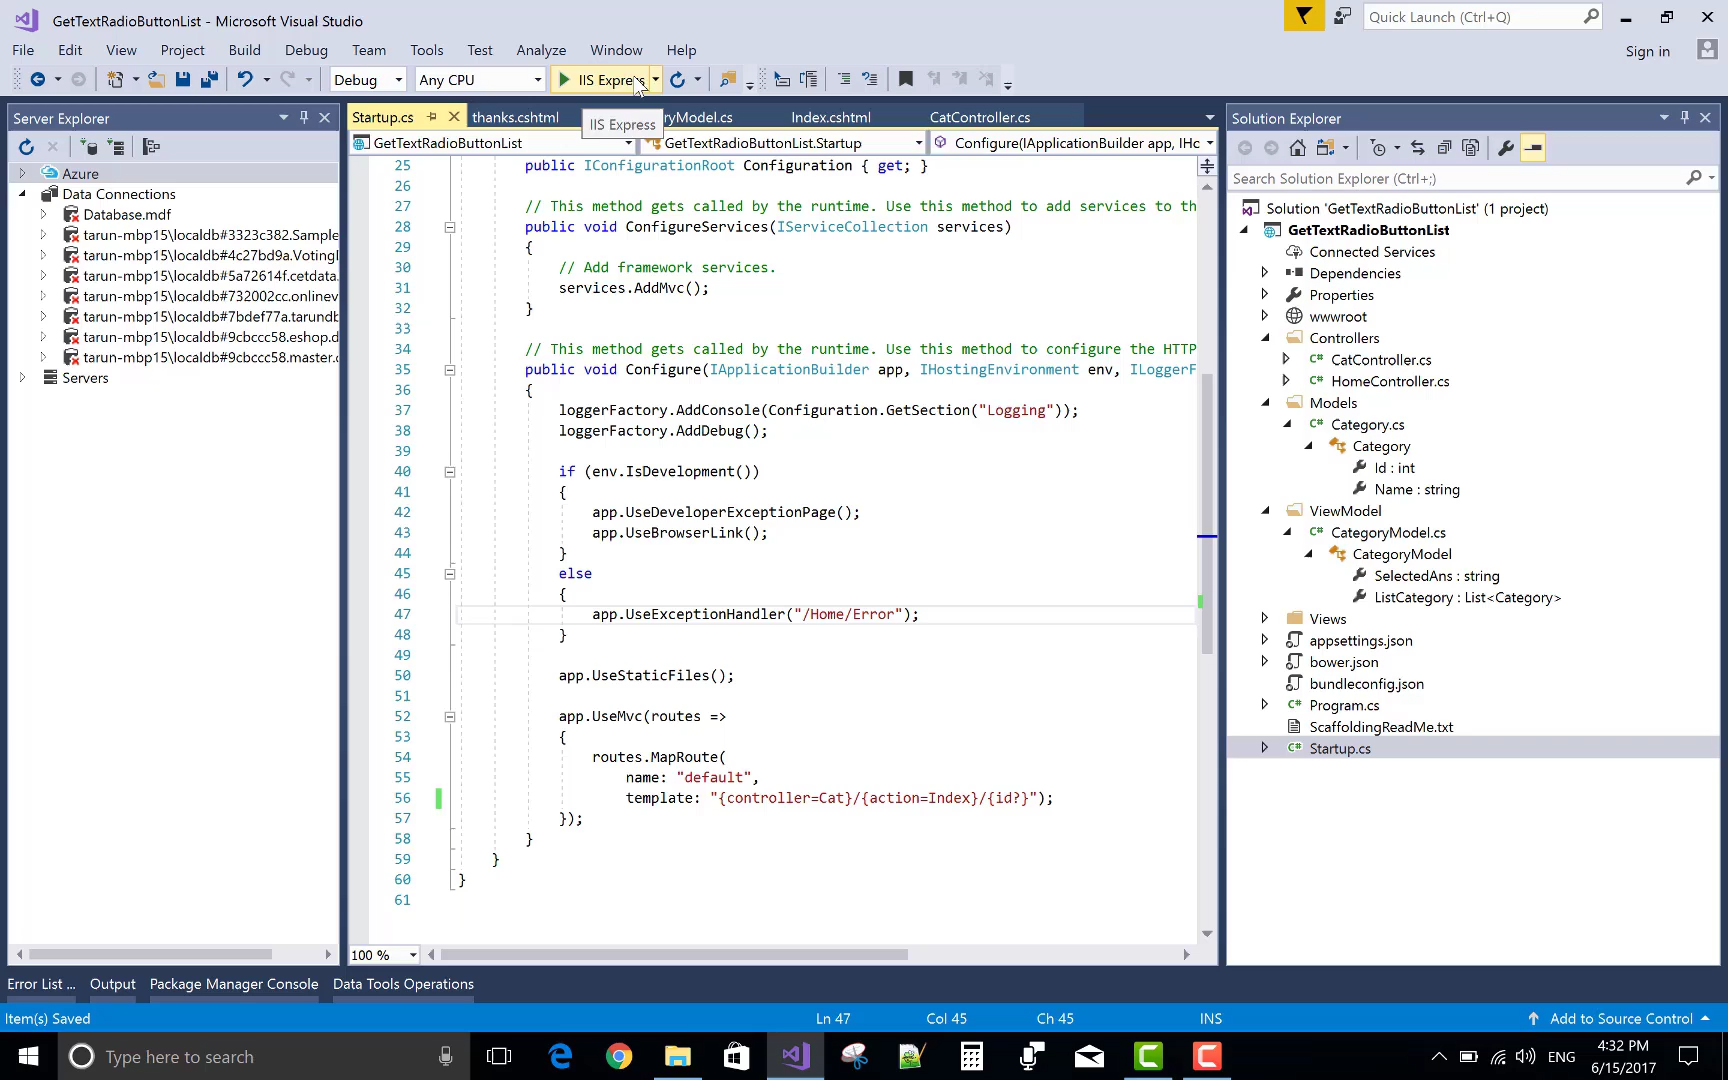 GetTextRadioButtonList - Microsoft Visual Studio
Quick Launch (Ctrl+Q)
File Edit View Project Build Debug Team Tools Test Analyze Window Help
Sign in
Debug Any CPU IIS Express
Server Explorer
Azure
Data Connections
Database.mdf
tarun-mbp15\localdb#3323c382.Sample
tarun-mbp15\localdb#4c27bd9a.Voting
tarun-mbp15\localdb#5a72614f.cetdata.
tarun-mbp15\localdb#732002cc.onlinev
tarun-mbp15\localdb#7bdef77a.tarundb
tarun-mbp15\localdb#9cbccc58.eshop.d
tarun-mbp15\localdb#9cbccc58.master.
Servers
Startup.cs thanks.cshtml ryModel.cs Index.cshtml CatController.cs
IIS Express
GetTextRadioButtonList GetTextRadioButtonList.Startup Configure(IApplicationBuilder app, IHc
25 public IConfigurationRoot Configuration { get; }
26
27 // This method gets called by the runtime. Use this method to add services to th
28 public void ConfigureServices(IServiceCollection services)
29 {
30 // Add framework services.
31 services.AddMvc();
32 }
33
34 // This method gets called by the runtime. Use this method to configure the HTTP
35 public void Configure(IApplicationBuilder app, IHostingEnvironment env, ILoggerF
36 {
37 loggerFactory.AddConsole(Configuration.GetSection("Logging"));
38 loggerFactory.AddDebug();
39
40 if (env.IsDevelopment())
41 {
42 app.UseDeveloperExceptionPage();
43 app.UseBrowserLink();
44 }
45 else
46 {
47 app.UseExceptionHandler("/Home/Error");
48 }
49
50 app.UseStaticFiles();
51
52 app.UseMvc(routes =>
53 {
54 routes.MapRoute(
55 name: "default",
56 template: "{controller=Cat}/{action=Index}/{id?}");
57 });
58 }
59 }
60 }
61
100 %
Solution Explorer
Search Solution Explorer (Ctrl+;)
Solution 'GetTextRadioButtonList' (1 project)
GetTextRadioButtonList
Connected Services
Dependencies
Properties
wwwroot
Controllers
C# CatController.cs
C# HomeController.cs
Models
C# Category.cs
Category
Id : int
Name : string
ViewModel
C# CategoryModel.cs
CategoryModel
SelectedAns : string
ListCategory : List<Category>
Views
appsettings.json
bower.json
bundleconfig.json
C# Program.cs
ScaffoldingReadMe.txt
C# Startup.cs
Error List ... Output Package Manager Console Data Tools Operations
Item(s) Saved Ln 47 Col 45 Ch 45 INS Add to Source Control
Type here to search
ENG
4:32 PM
6/15/2017